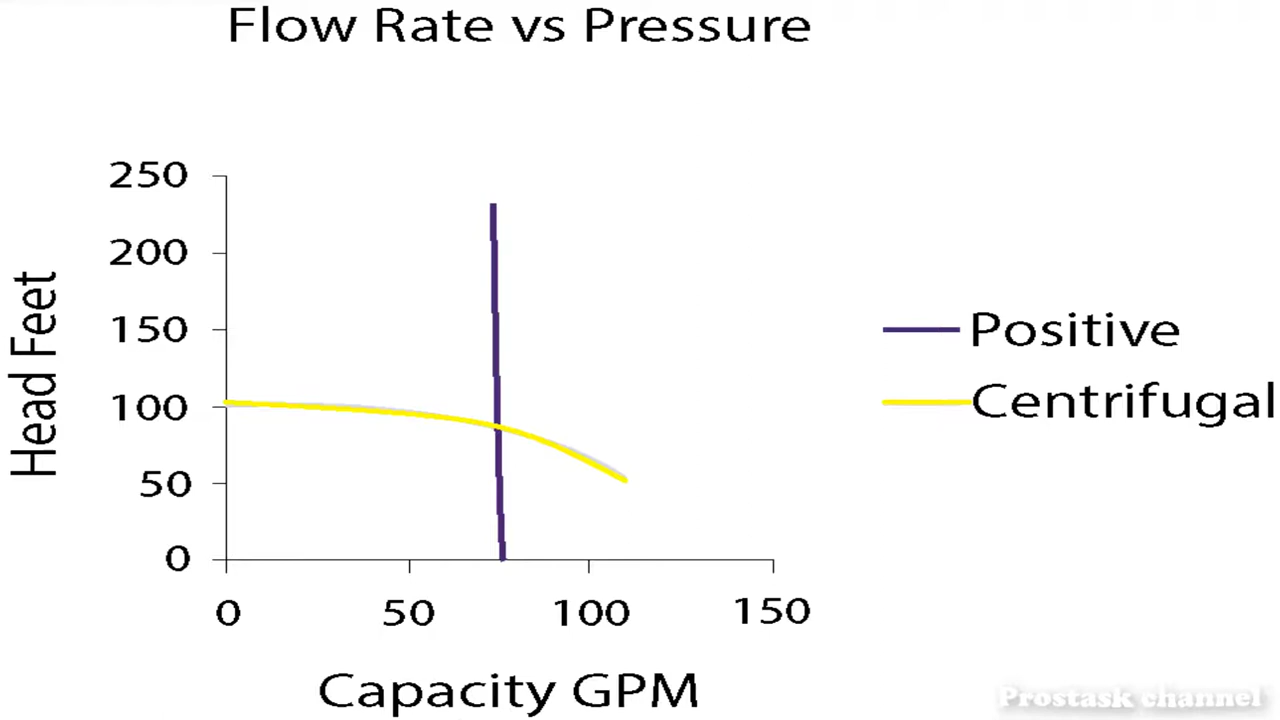 Flow Rate vs Pressure
250
200
150
100
50
0
Head Feet
0 50 100 150
Capacity GPM
Positive
Centrifugal
Prostask channel